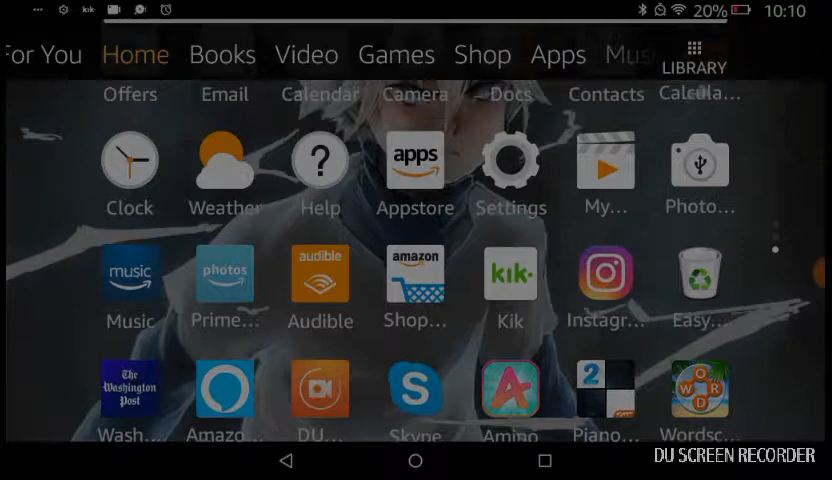 kik 20% 10:10
For You Home Books Video Games Shop Apps Mus LIBRARY
Offers Email Calendar Camera Docs Contacts Calcula...
? apps
Clock Weather Help Appstore Settings My... Photo...
music photos audible amazon kik
Music Prime... Audible Shop... Kik Instagr... Easy...
The Washington Post S A 2 W O R D
Wash... Amazo... DU... Skype Amino Piano... Wordsc...
DU SCREEN RECORDER